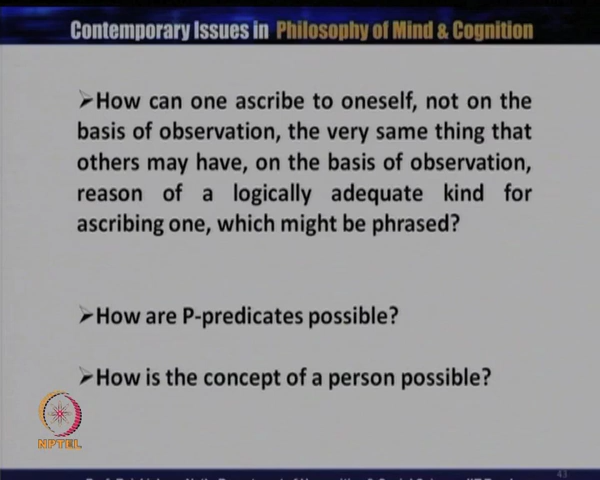 Contemporary Issues in Philosophy of Mind & Cognition
➢How can one ascribe to oneself, not on the
basis of observation, the very same thing that
others may have, on the basis of observation,
reason of a logically adequate kind for
ascribing one, which might be phrased?
➢How are P-predicates possible?
➢How is the concept of a person possible?
NPTEL
43